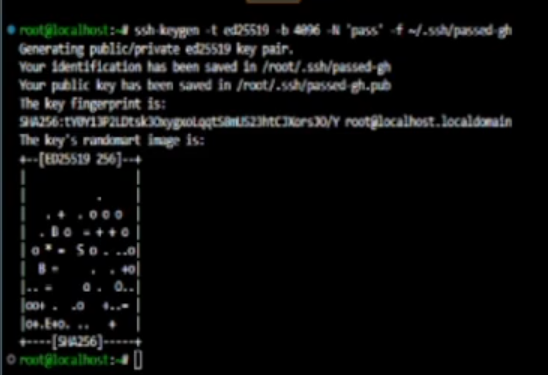 root@localhost:~# ssh-keygen -t ed25519 -b 4096 -N 'pass' -f ~/.ssh/passed-gh
Generating public/private ed25519 key pair.
Your identification has been saved in /root/.ssh/passed-gh
Your public key has been saved in /root/.ssh/passed-gh.pub
The key fingerprint is:
root@localhost.localdomain
The key's randomart image is:
+--[ED25519 256]--+
|                 |
|          .      |
|   . +  . o o o  |
|  . B o  = + + o |
| o * =  S o . ..o|
|  B =     .  . +o|
|.. =     o .  O..|
|oo+ .  .o   +..= |
|o+.E+o. ..   +   |
+----[SHA256]-----+
root@localhost:~#